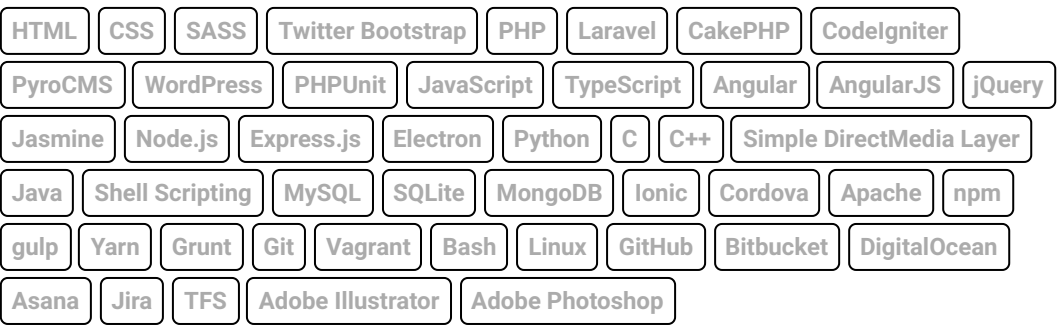 HTML CSS SASS Twitter Bootstrap PHP Laravel CakePHP CodeIgniter
PyroCMS WordPress PHPUnit JavaScript TypeScript Angular AngularJS jQuery
Jasmine Node.js Express.js Electron Python C C++ Simple DirectMedia Layer
Java Shell Scripting MySQL SQLite MongoDB Ionic Cordova Apache npm
gulp Yarn Grunt Git Vagrant Bash Linux GitHub Bitbucket DigitalOcean
Asana Jira TFS Adobe Illustrator Adobe Photoshop